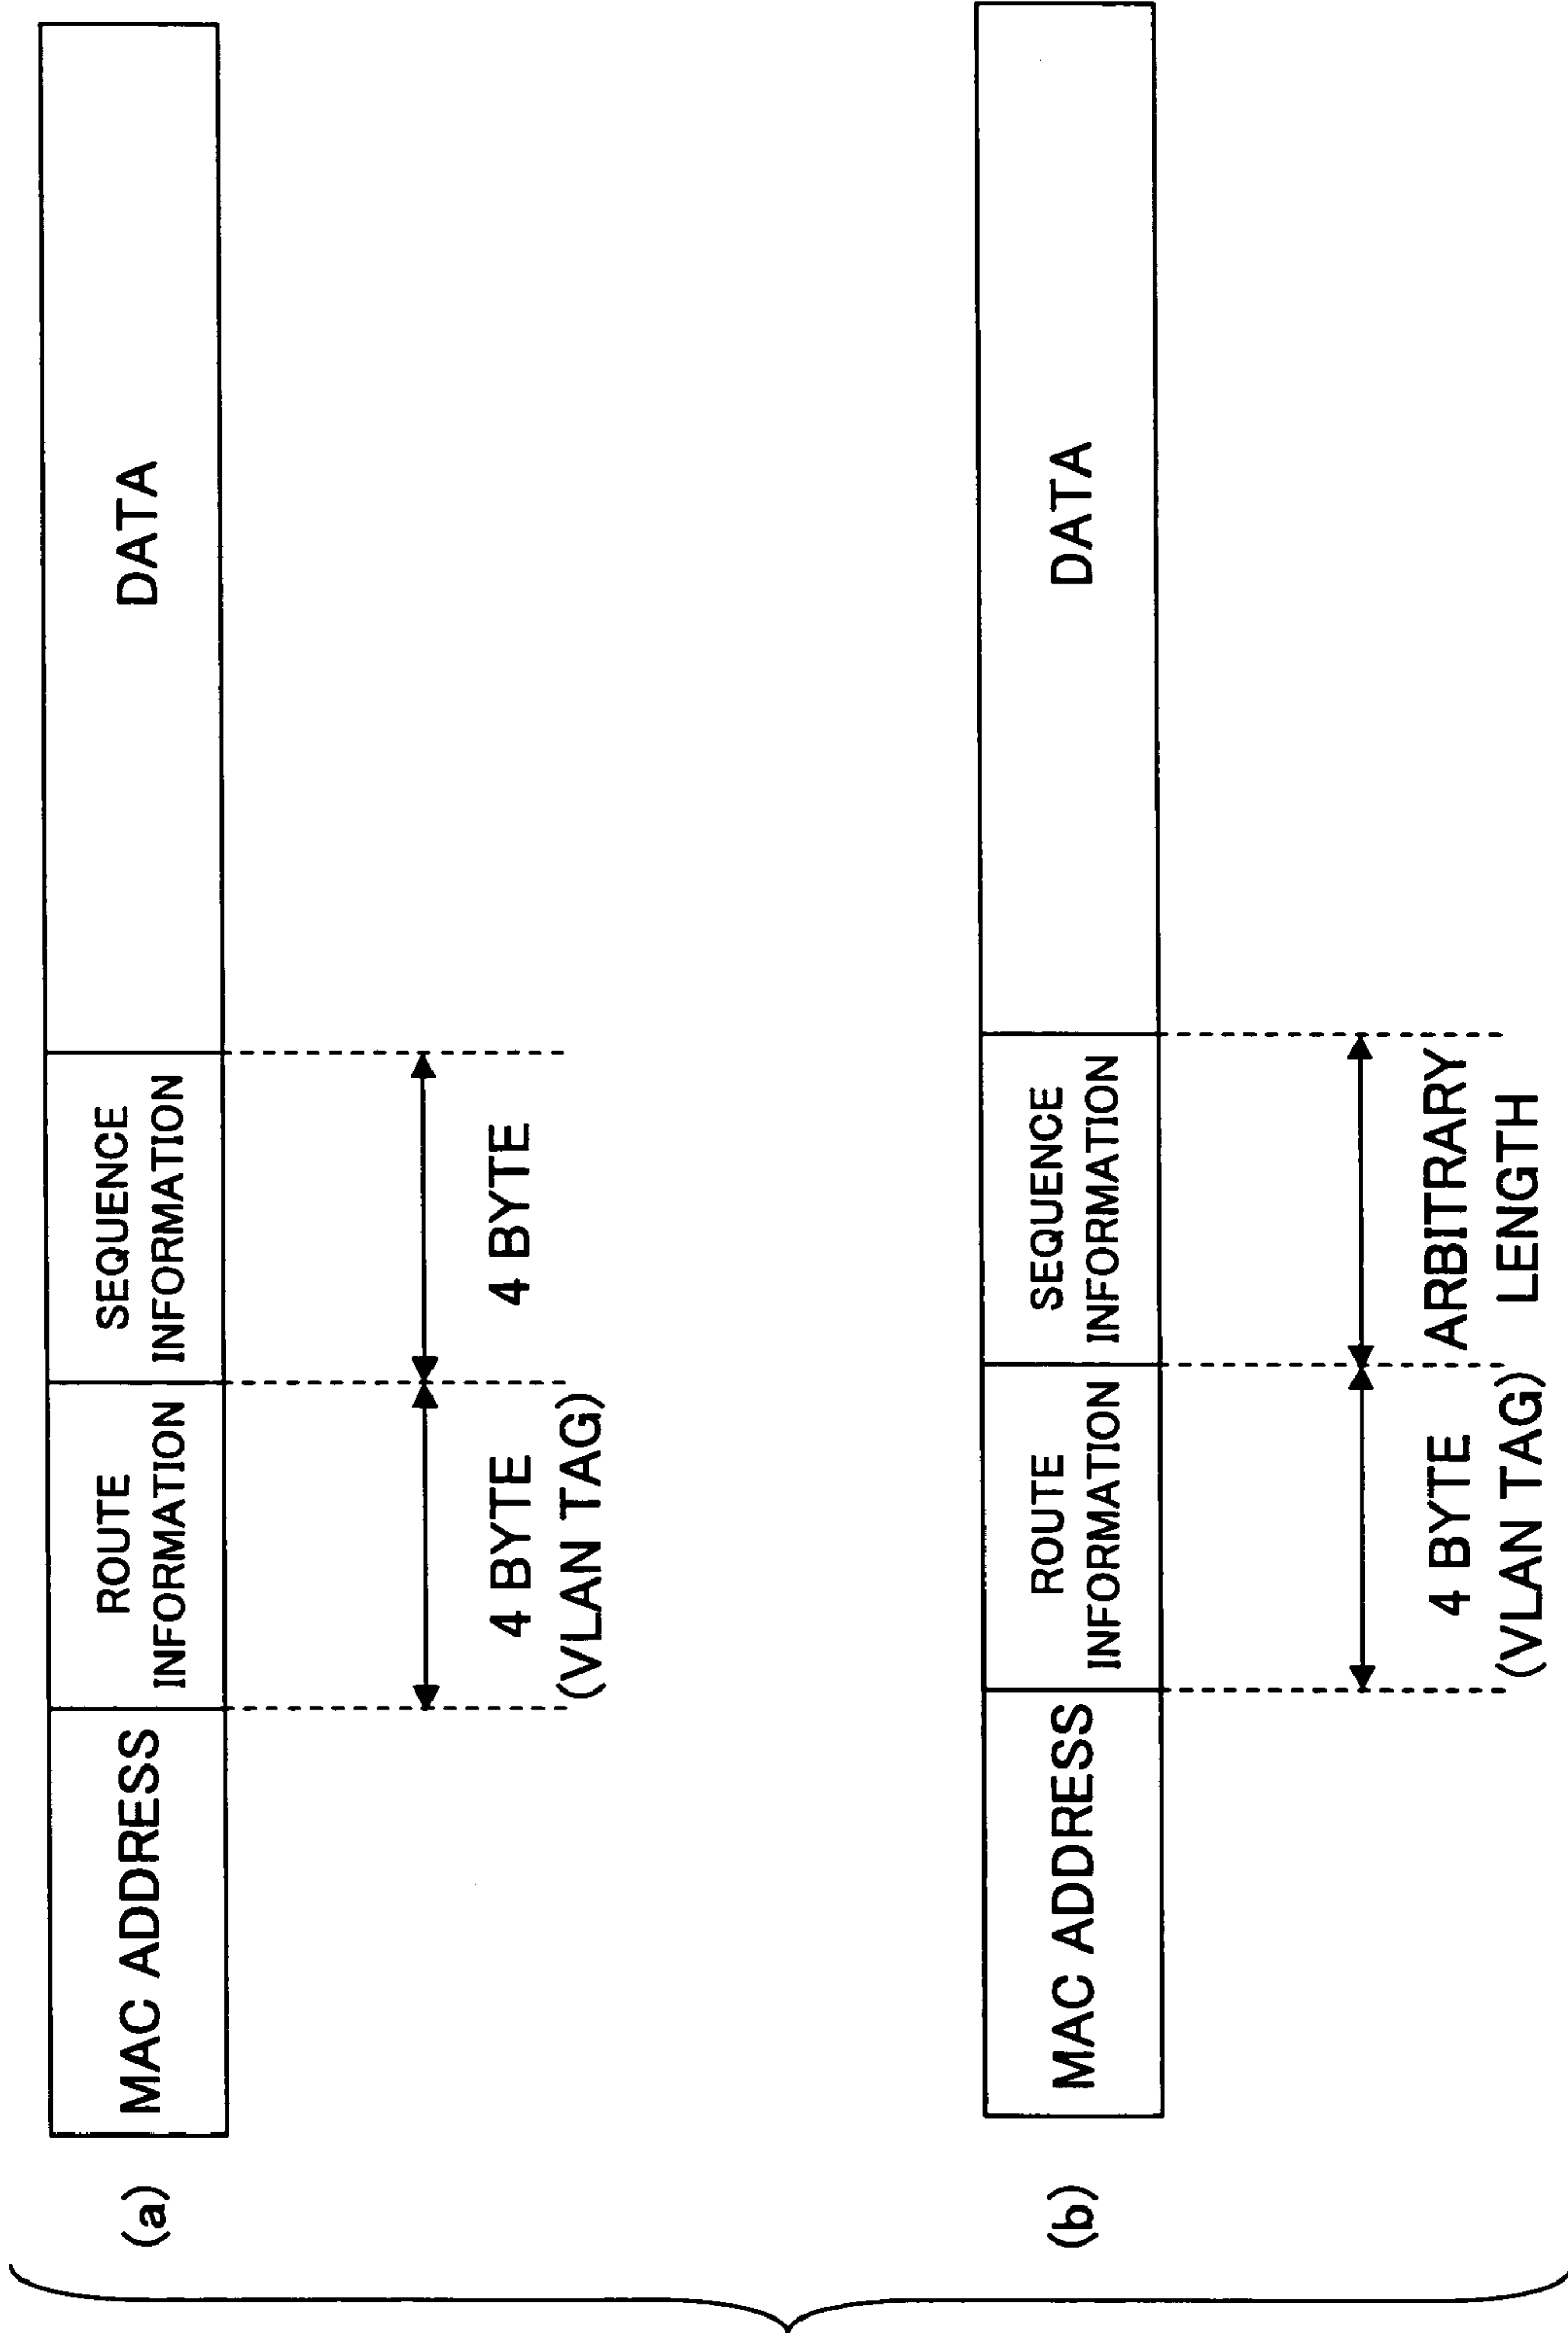 (a)
MAC ADDRESS
ROUTE
INFORMATION
SEQUENCE
INFORMATION
DATA
4 BYTE
(VLAN TAG)
4 BYTE
(b)
MAC ADDRESS
ROUTE
INFORMATION
SEQUENCE
INFORMATION
DATA
4 BYTE
(VLAN TAG)
ARBITRARY
LENGTH